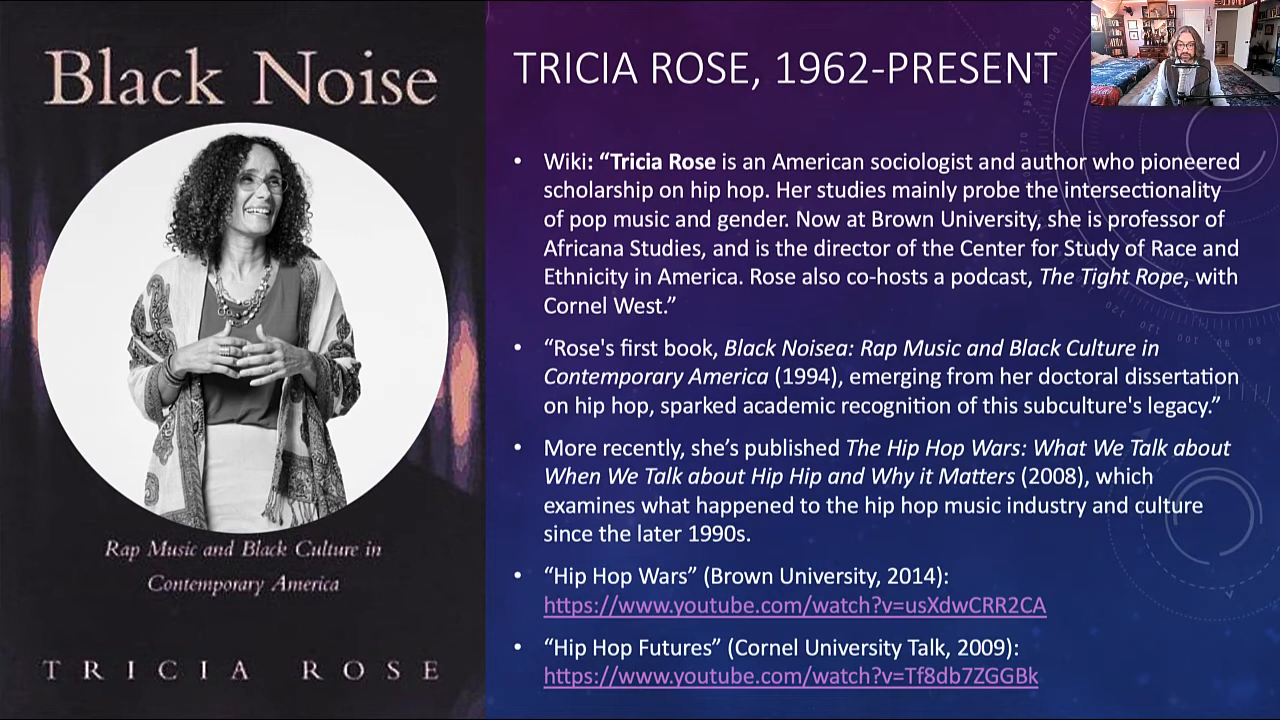 Black Noise
Rap Music and Black Culture in
Contemporary America
TRICIA ROSE
TRICIA ROSE, 1962-PRESENT
• Wiki: “Tricia Rose is an American sociologist and author who pioneered
scholarship on hip hop. Her studies mainly probe the intersectionality
of pop music and gender. Now at Brown University, she is professor of
Africana Studies, and is the director of the Center for Study of Race and
Ethnicity in America. Rose also co-hosts a podcast, The Tight Rope, with
Cornel West.”
• “Rose's first book, Black Noisea: Rap Music and Black Culture in
Contemporary America (1994), emerging from her doctoral dissertation
on hip hop, sparked academic recognition of this subculture's legacy.”
• More recently, she’s published The Hip Hop Wars: What We Talk about
When We Talk about Hip Hip and Why it Matters (2008), which
examines what happened to the hip hop music industry and culture
since the later 1990s.
• “Hip Hop Wars” (Brown University, 2014):
https://www.youtube.com/watch?v=usXdwCRR2CA
• “Hip Hop Futures” (Cornel University Talk, 2009):
https://www.youtube.com/watch?v=Tf8db7ZGGBk